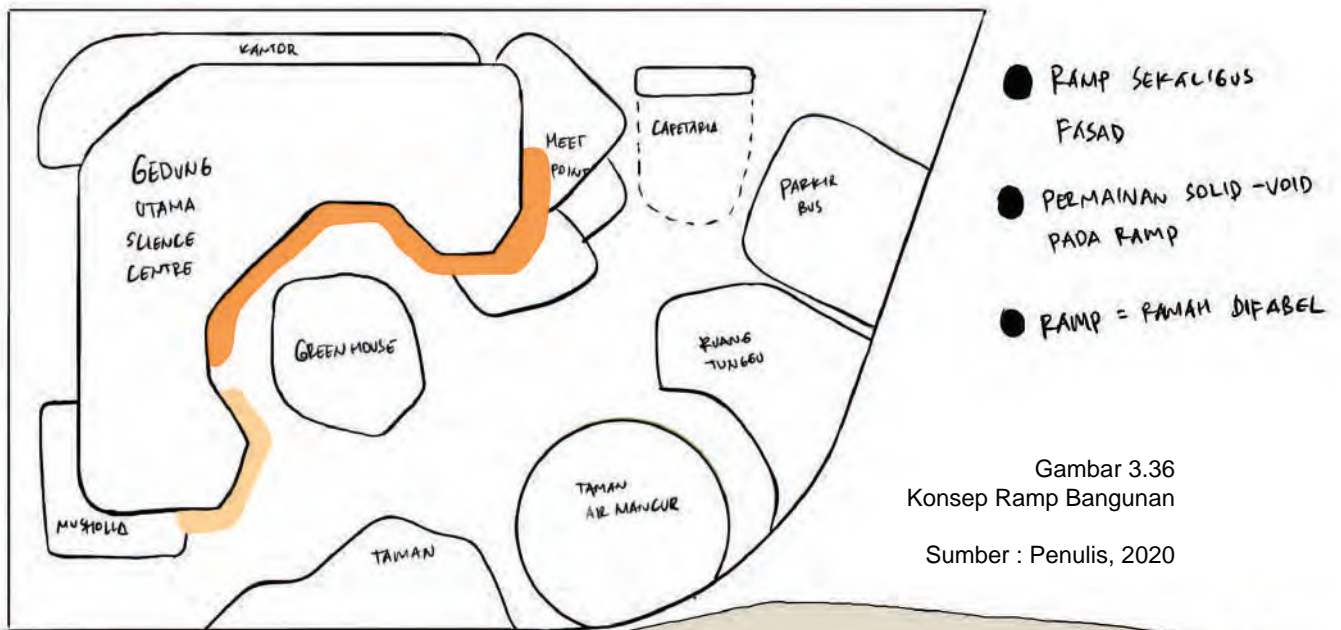 KANTOR
GEDUNG
UTAMA
SCIENCE
CENTRE
MEET
POINT
CAFETARIA
PARKIR
BUS
GREEN HOUSE
RUANG
TUNGGU
MUSHOLLA
TAMAN
TAMAN
AIR MANCUR
RAMP SEKALIGUS
FASAD
PERMAINAN SOLID-VOID
PADA RAMP
RAMP = RAMAH DIFABEL
Gambar 3.36
Konsep Ramp Bangunan
Sumber : Penulis, 2020